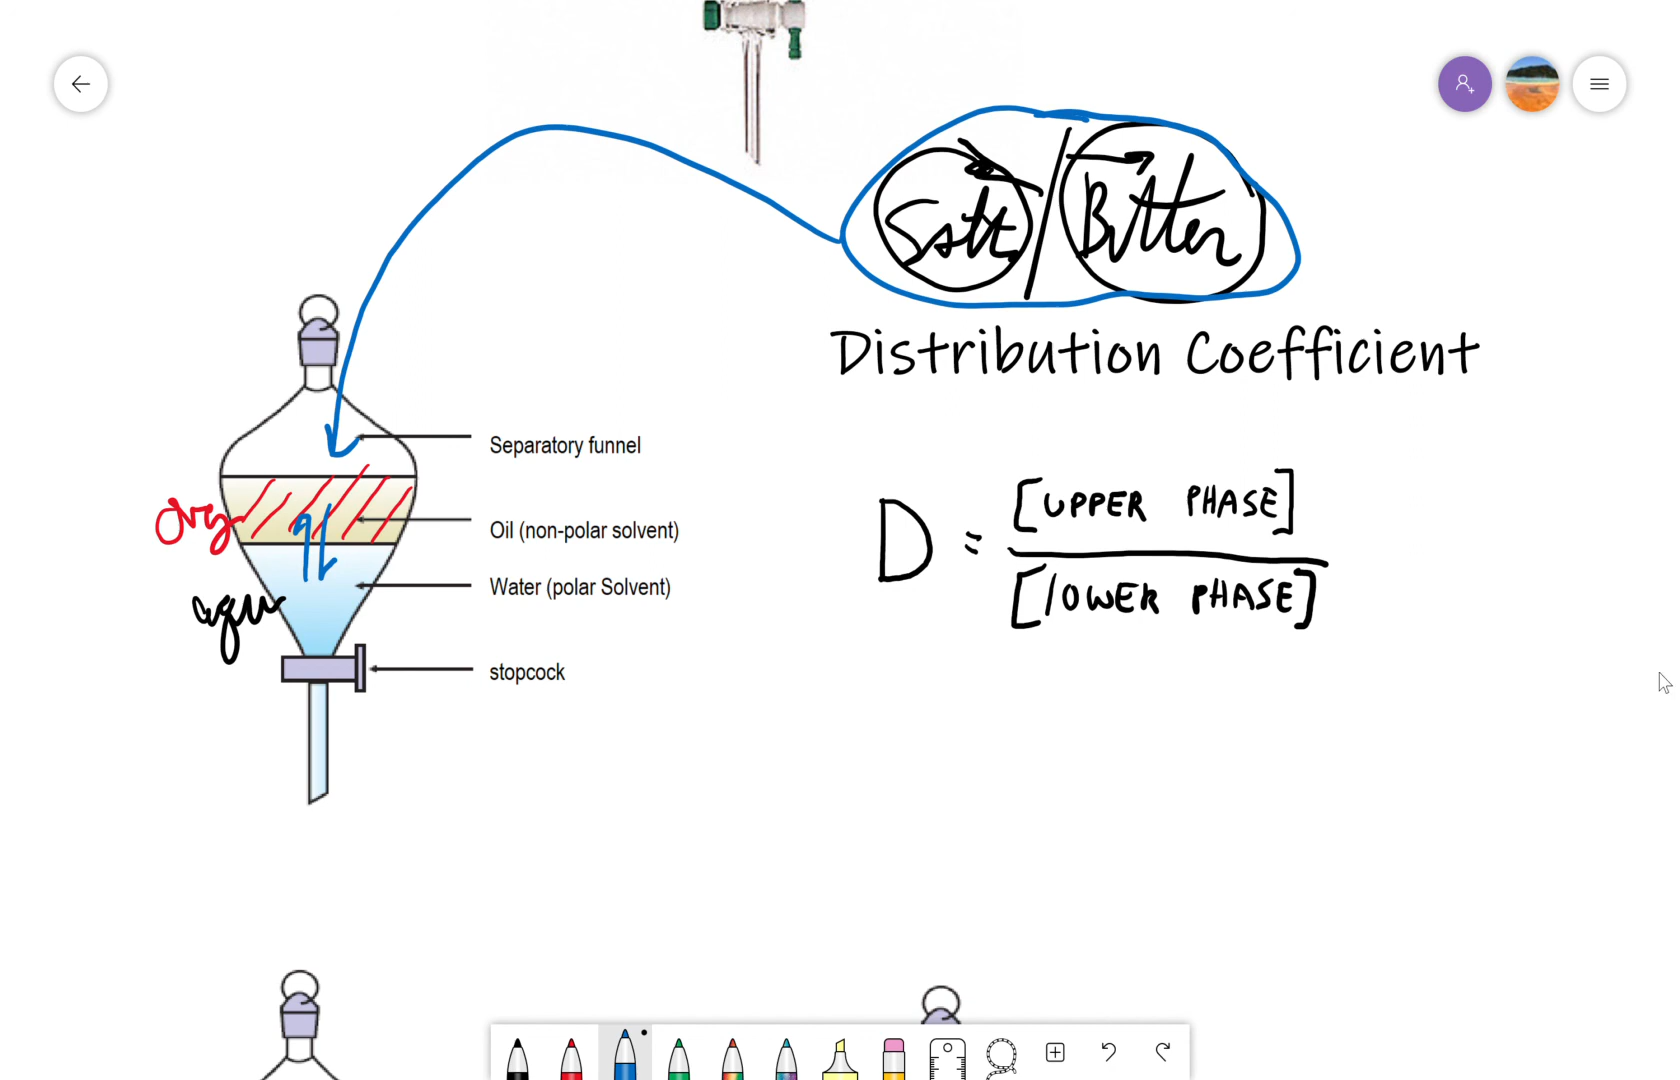 Salt / Butter
Distribution Coefficient
Separatory funnel
Org
Oil (non-polar solvent)
Water (polar Solvent)
aqu
stopcock
D = [UPPER PHASE]
[lOWER PHASE]